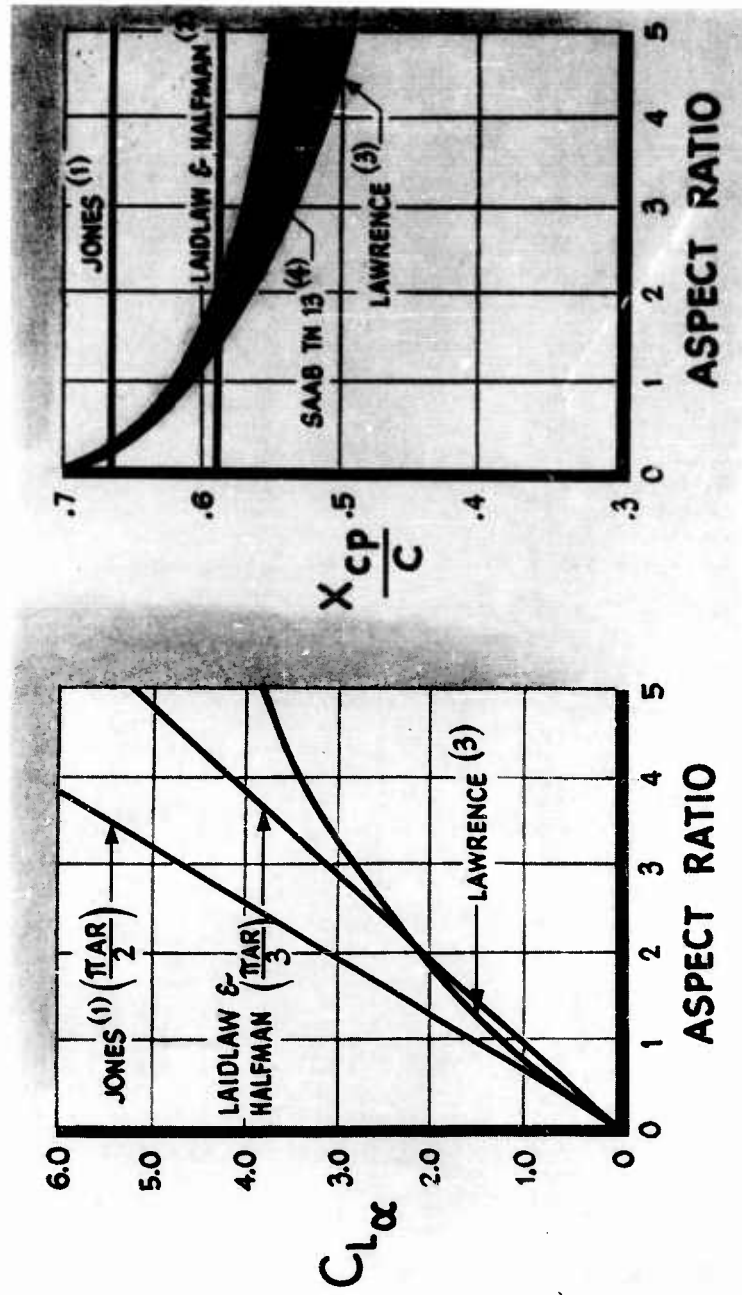 6.0
5.0
4.0
3.0
2.0
1.0
0
C_Lα
JONES (1) (πAR/2)
LAIDLAW &
HALFMAN (πAR/3)
LAWRENCE (3)
0 1 2 3 4 5
ASPECT RATIO
.7
.6
.5
.4
.3
X_CP/C
JONES (1)
LAIDLAW & HALFMAN (2)
SAAB TN 13 (4)
LAWRENCE (3)
0 1 2 3 4 5
ASPECT RATIO